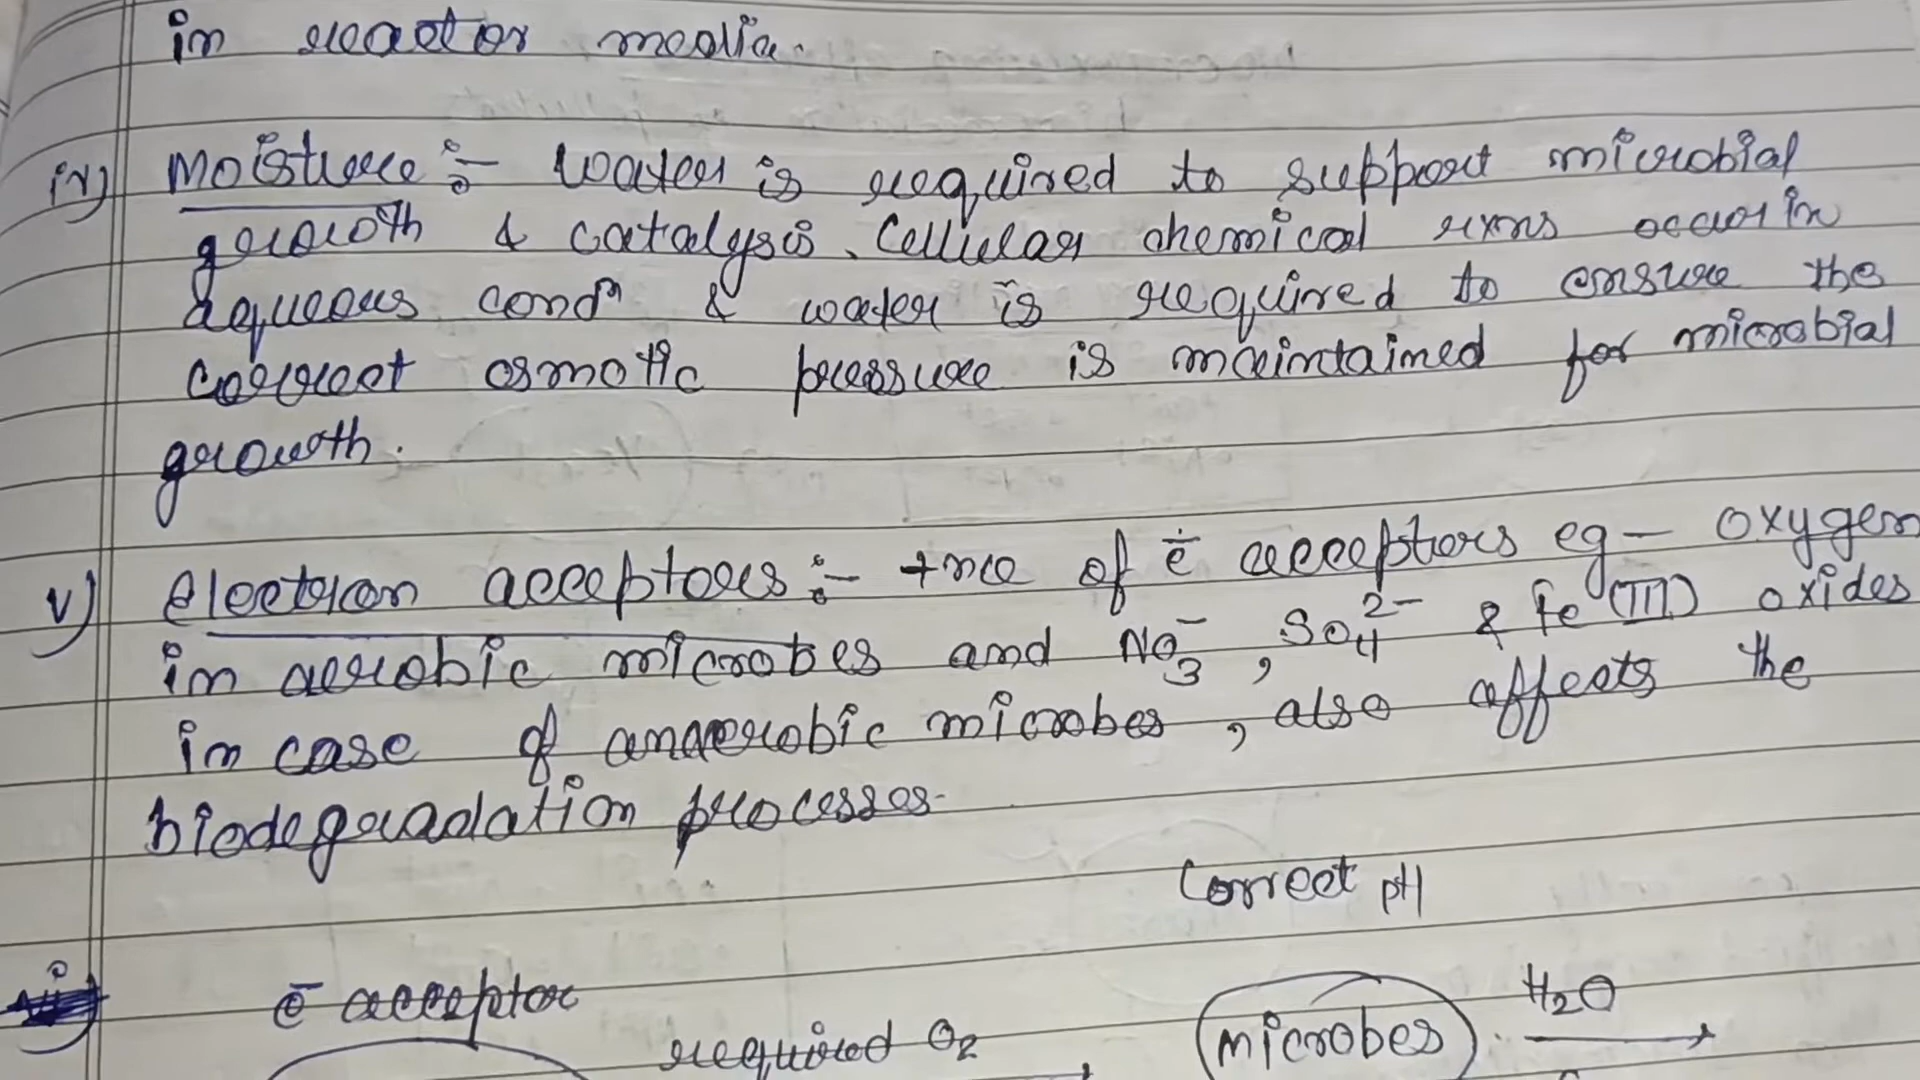 in reactor media.
iv) Moisture :- Water is required to support microbial
growth & catalysis. Cellular chemical rxns occur in
aqueous condn & water is required to ensure the
correct osmotic pressure is maintained for microbial
growth.
v) Electron acceptors :- +nce of e acceptors eg - oxygen
in aerobic microbes and NO3-, SO4 2- & Fe (III) oxides
in case of anaerobic microbes, also affects the
biodegradation processes.
Correct pH
e- acceptor
H2O
required O2
microbes